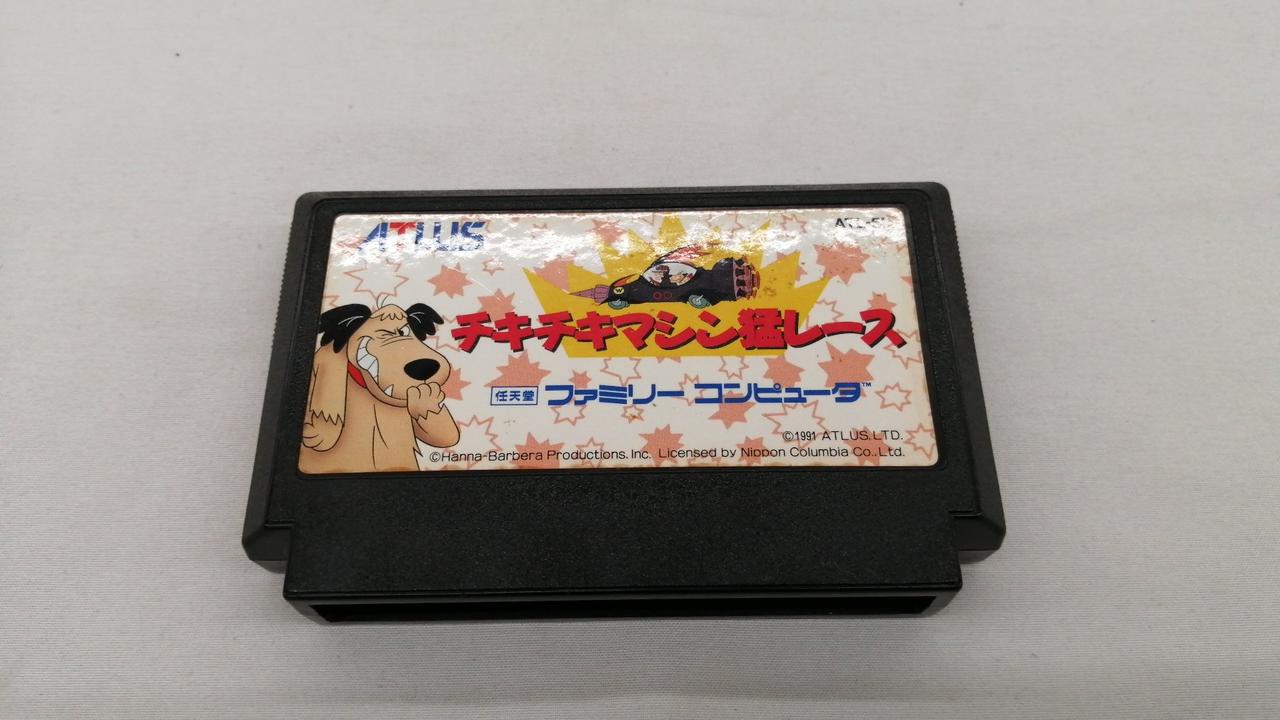 ATLUS
チキチキマシン猛レース
任天堂 ファミリー コンピュータ™
©1991 ATLUS.LTD.
©Hanna-Barbera Productions.Inc. Licensed by Nippon Columbia Co.,Ltd.